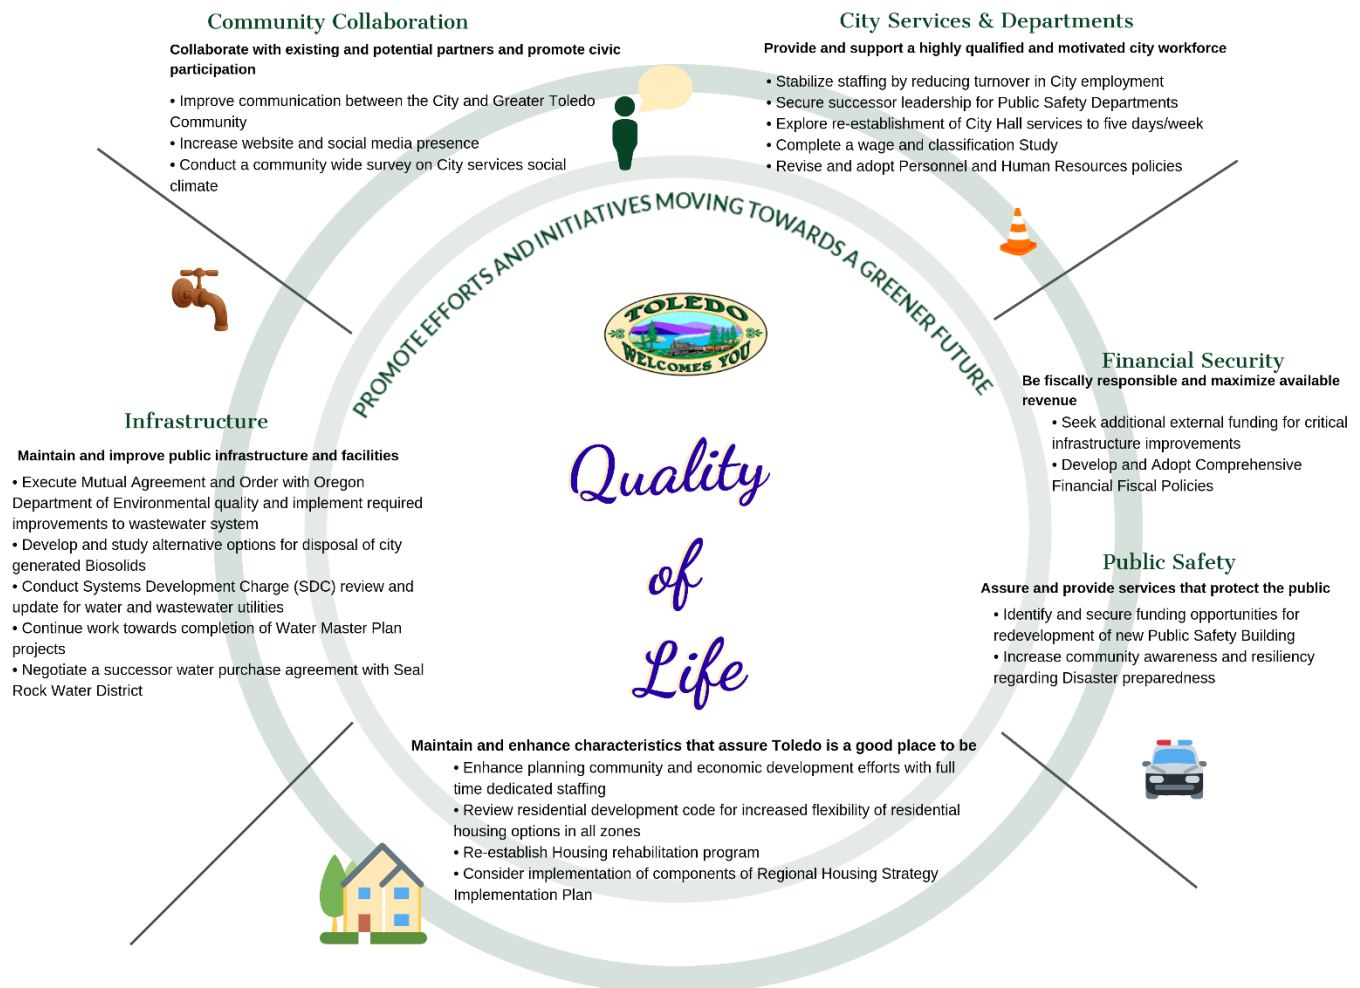 Community Collaboration
Collaborate with existing and potential partners and promote civic
participation
• Improve communication between the City and Greater Toledo
Community
• Increase website and social media presence
• Conduct a community wide survey on City services social
climate
City Services & Departments
Provide and support a highly qualified and motivated city workforce
• Stabilize staffing by reducing turnover in City employment
• Secure successor leadership for Public Safety Departments
• Explore re-establishment of City Hall services to five days/week
• Complete a wage and classification Study
• Revise and adopt Personnel and Human Resources policies
PROMOTE EFFORTS AND INITIATIVES MOVING TOWARDS A GREENER FUTURE
TOLEDO
WELCOMES YOU
Quality
of
Life
Infrastructure
Maintain and improve public infrastructure and facilities
• Execute Mutual Agreement and Order with Oregon
Department of Environmental quality and implement required
improvements to wastewater system
• Develop and study alternative options for disposal of city
generated Biosolids
• Conduct Systems Development Charge (SDC) review and
update for water and wastewater utilities
• Continue work towards completion of Water Master Plan
projects
• Negotiate a successor water purchase agreement with Seal
Rock Water District
Financial Security
Be fiscally responsible and maximize available
revenue
• Seek additional external funding for critical
infrastructure improvements
• Develop and Adopt Comprehensive
Financial Fiscal Policies
Public Safety
Assure and provide services that protect the public
• Identify and secure funding opportunities for
redevelopment of new Public Safety Building
• Increase community awareness and resiliency
regarding Disaster preparedness
Maintain and enhance characteristics that assure Toledo is a good place to be
• Enhance planning community and economic development efforts with full
time dedicated staffing
• Review residential development code for increased flexibility of residential
housing options in all zones
• Re-establish Housing rehabilitation program
• Consider implementation of components of Regional Housing Strategy
Implementation Plan